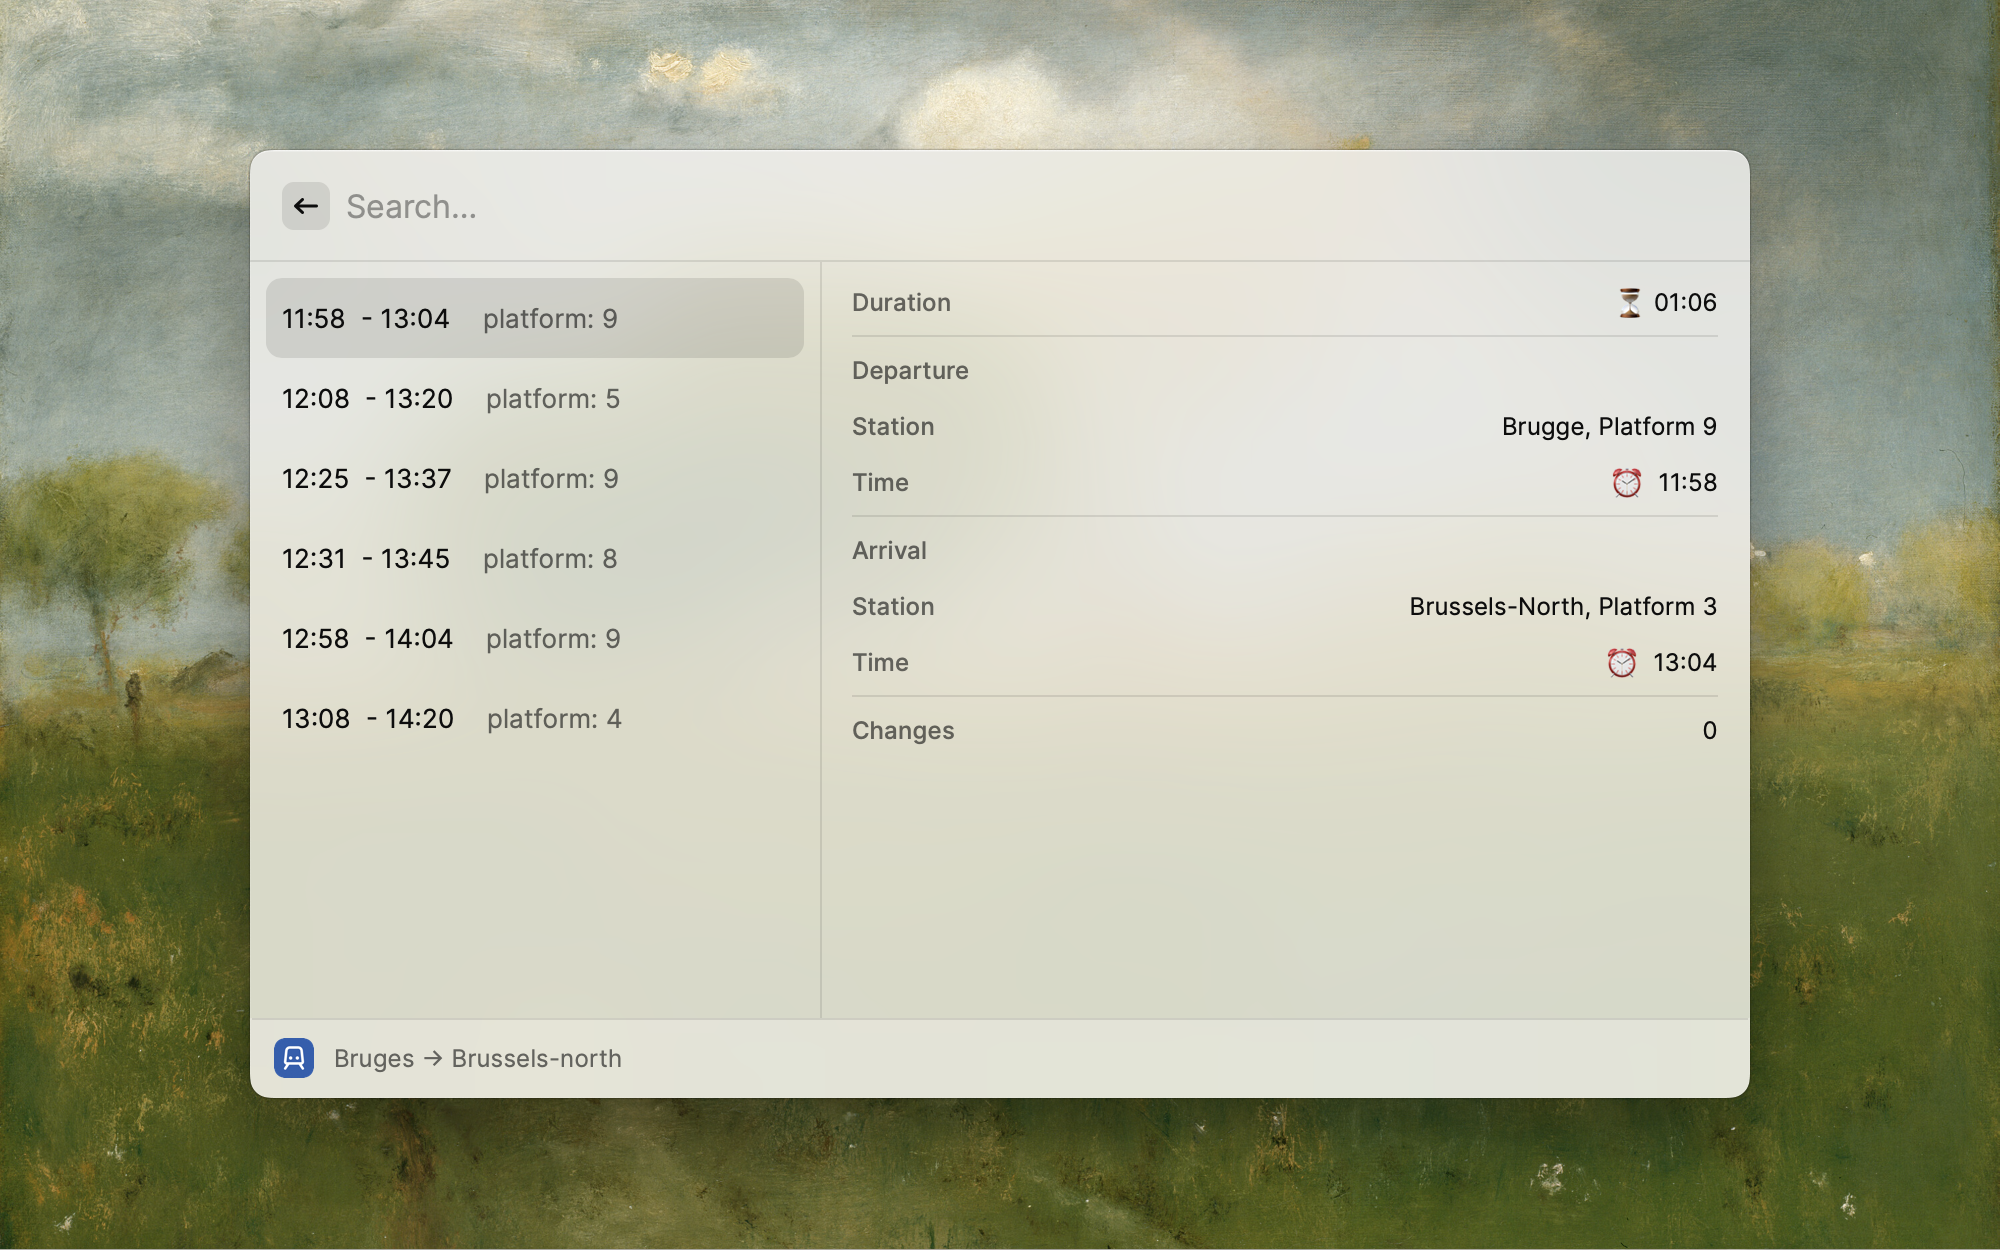 Search...
11:58 - 13:04 platform: 9
12:08 - 13:20 platform: 5
12:25 - 13:37 platform: 9
12:31 - 13:45 platform: 8
12:58 - 14:04 platform: 9
13:08 - 14:20 platform: 4
Duration ⏳ 01:06
Departure
Station Brugge, Platform 9
Time ⏰ 11:58
Arrival
Station Brussels-North, Platform 3
Time ⏰ 13:04
Changes 0
Bruges → Brussels-north